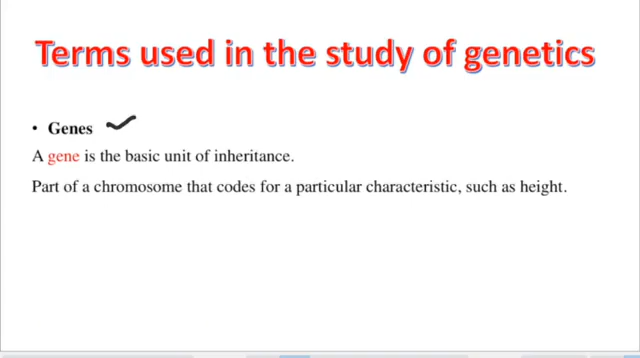 Terms used in the study of genetics
• Genes
A gene is the basic unit of inheritance.
Part of a chromosome that codes for a particular characteristic, such as height.